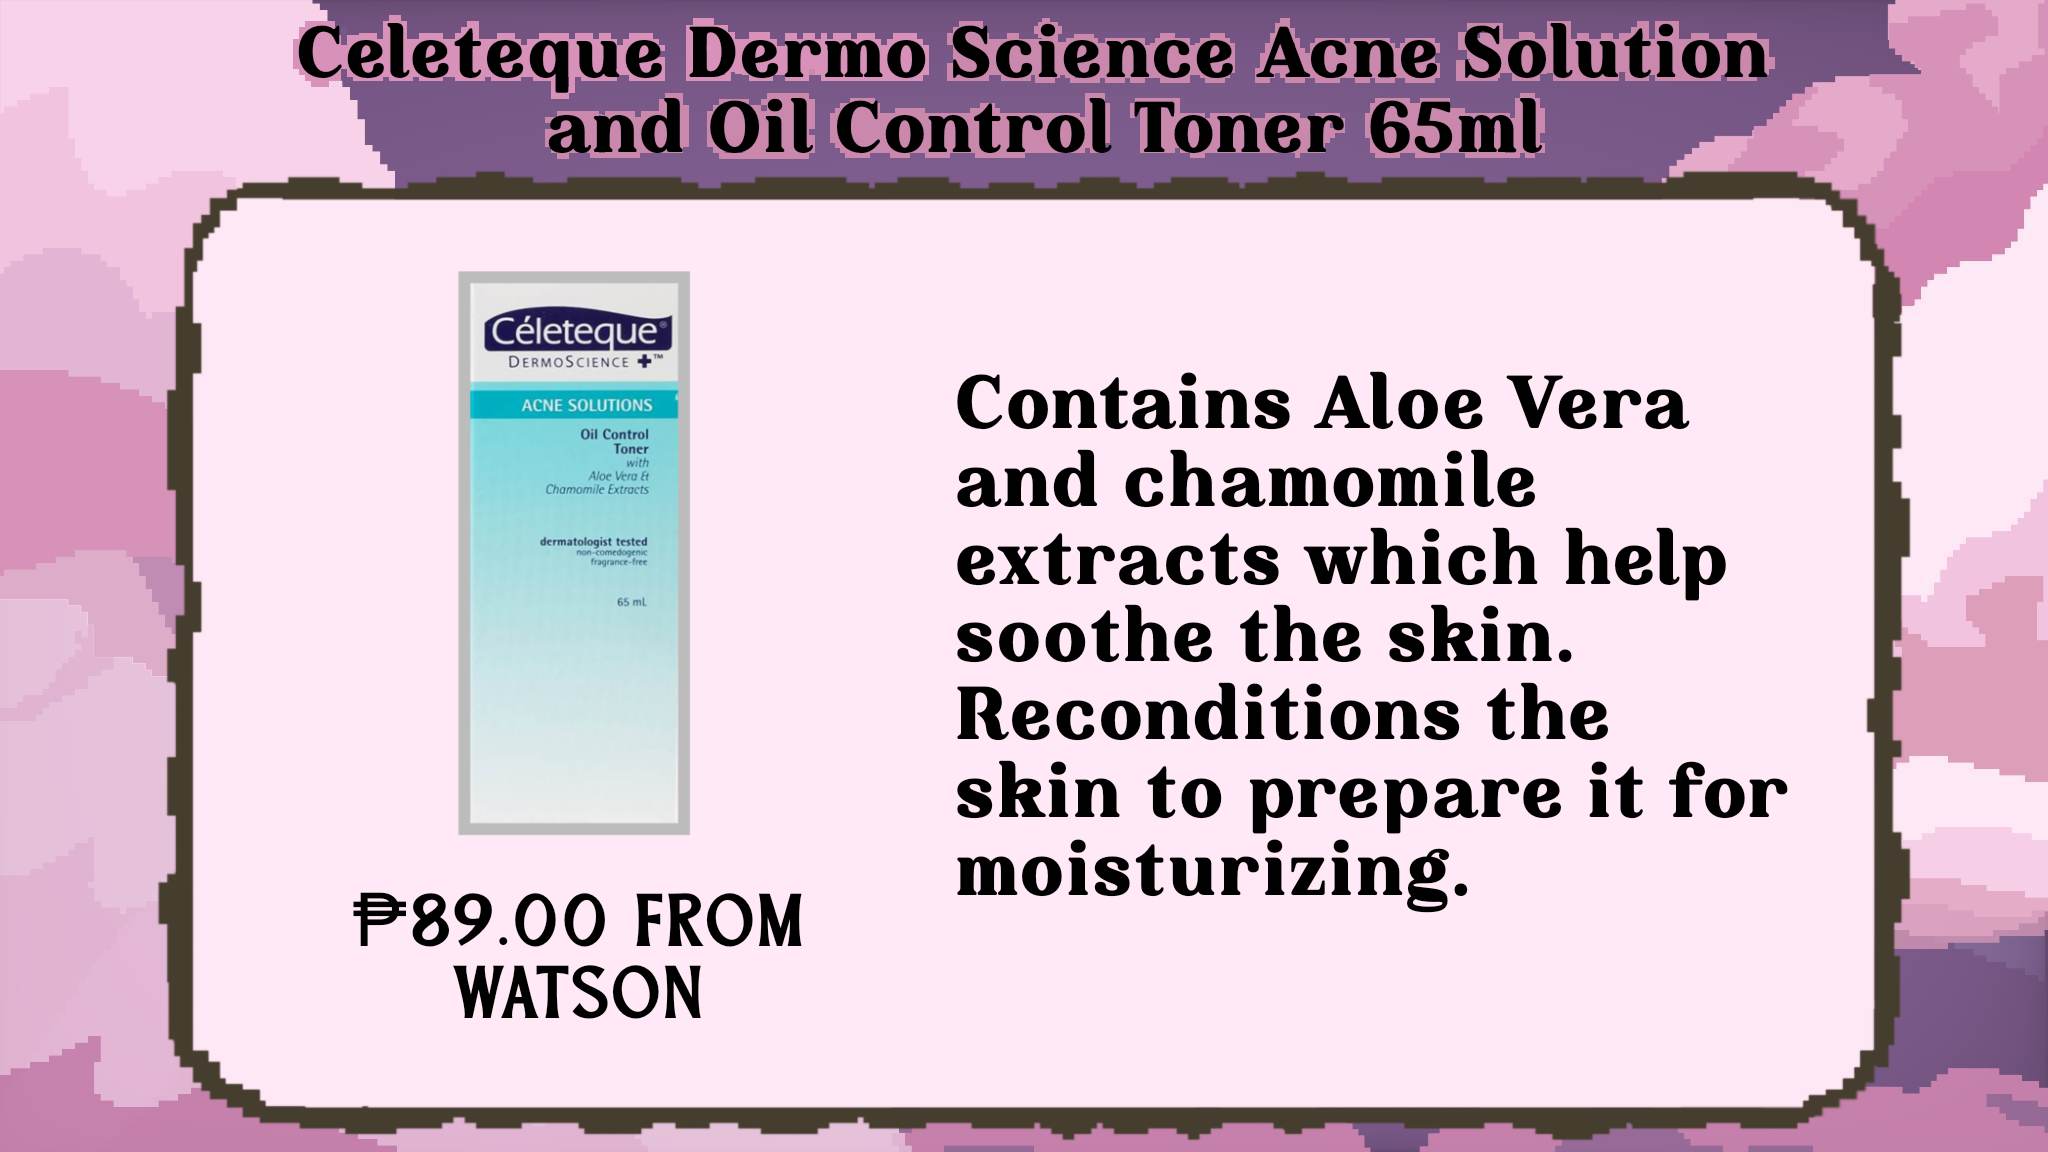 Celeteque Dermo Science Acne Solution
and Oil Control Toner 65ml
Céleteque®
DERMOSCIENCE +™
ACNE SOLUTIONS
Oil Control
Toner
with
Aloe Vera &
Chamomile Extracts
dermatologist tested
non-comedogenic
fragrance-free
65 mL
₱89.00 FROM
WATSON
Contains Aloe Vera
and chamomile
extracts which help
soothe the skin.
Reconditions the
skin to prepare it for
moisturizing.